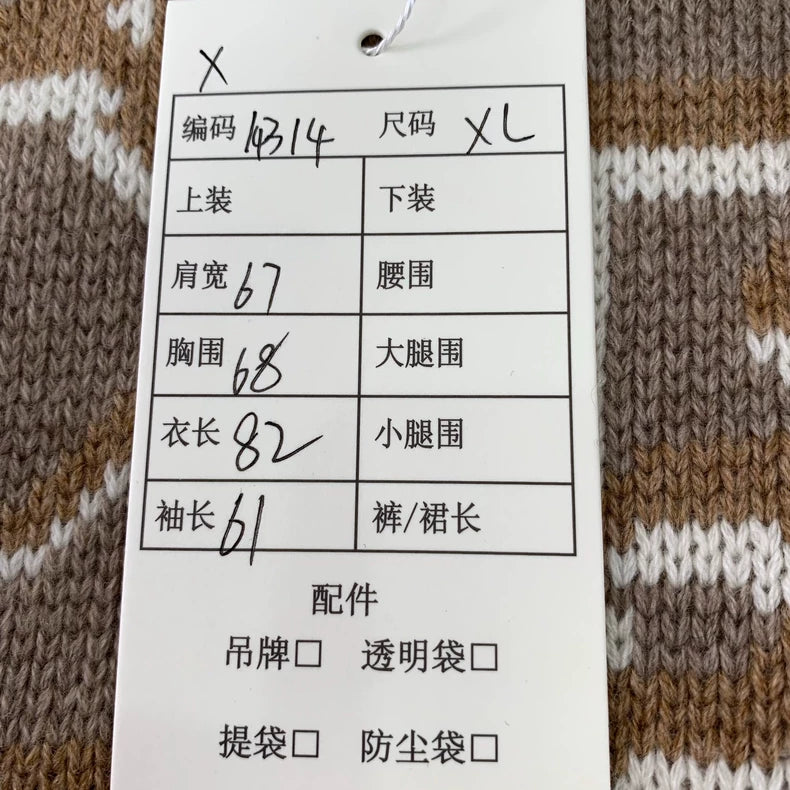 X
编码 14314 尺码 XL
上装 下装
肩宽 67 腰围
胸围 68 大腿围
衣长 82 小腿围
袖长 61 裤/裙长
配件
吊牌□ 透明袋□
提袋□ 防尘袋□